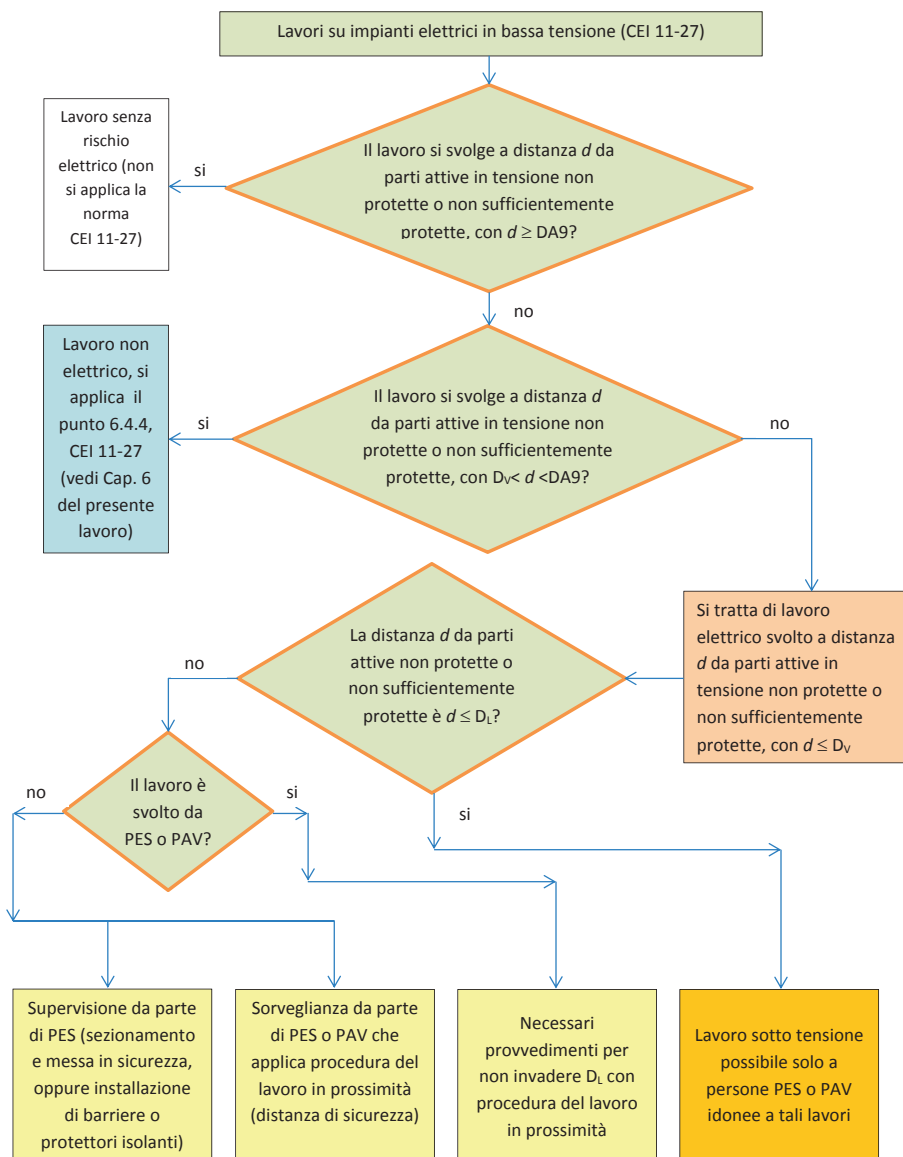 Lavori su impianti elettrici in bassa tensione (CEI 11-27)
Lavoro senza
rischio
elettrico (non
si applica la
norma
CEI 11-27)
si
Il lavoro si svolge a distanza d da
parti attive in tensione non
protette o non sufficientemente
protette, con d ≥ DA9?
no
Lavoro non
elettrico, si
applica il
punto 6.4.4,
CEI 11-27
(vedi Cap. 6
del presente
lavoro)
si
Il lavoro si svolge a distanza d
da parti attive in tensione non
protette o non sufficientemente
protette, con DV< d <DA9?
no
Si tratta di lavoro
elettrico svolto a distanza
d da parti attive in
tensione non protette o
non sufficientemente
protette, con d ≤ DV
La distanza d da parti
attive non protette o
non sufficientemente
protette è d ≤ DL?
no
si
Il lavoro è
svolto da
PES o PAV?
no
si
Supervisione da parte
di PES (sezionamento
e messa in sicurezza,
oppure installazione
di barriere o
protettori isolanti)
Sorveglianza da parte
di PES o PAV che
applica procedura del
lavoro in prossimità
(distanza di sicurezza)
Necessari
provvedimenti per
non invadere DL con
procedura del lavoro
in prossimità
Lavoro sotto tensione
possibile solo a
persone PES o PAV
idonee a tali lavori